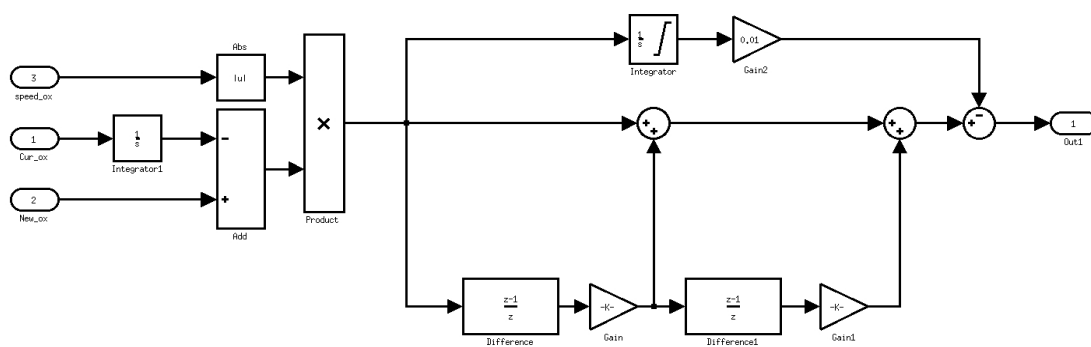 Abs
3
|u|
speed_ox
1
s
Integrator
0.01
Gain2
1
Cur_ox
1
s
Integrator1
−
×
+
+
+
+
+
−
1
Out1
2
New_ox
+
Add
Product
z-1
z
Difference
-K-
Gain
z-1
z
Difference1
-K-
Gain1